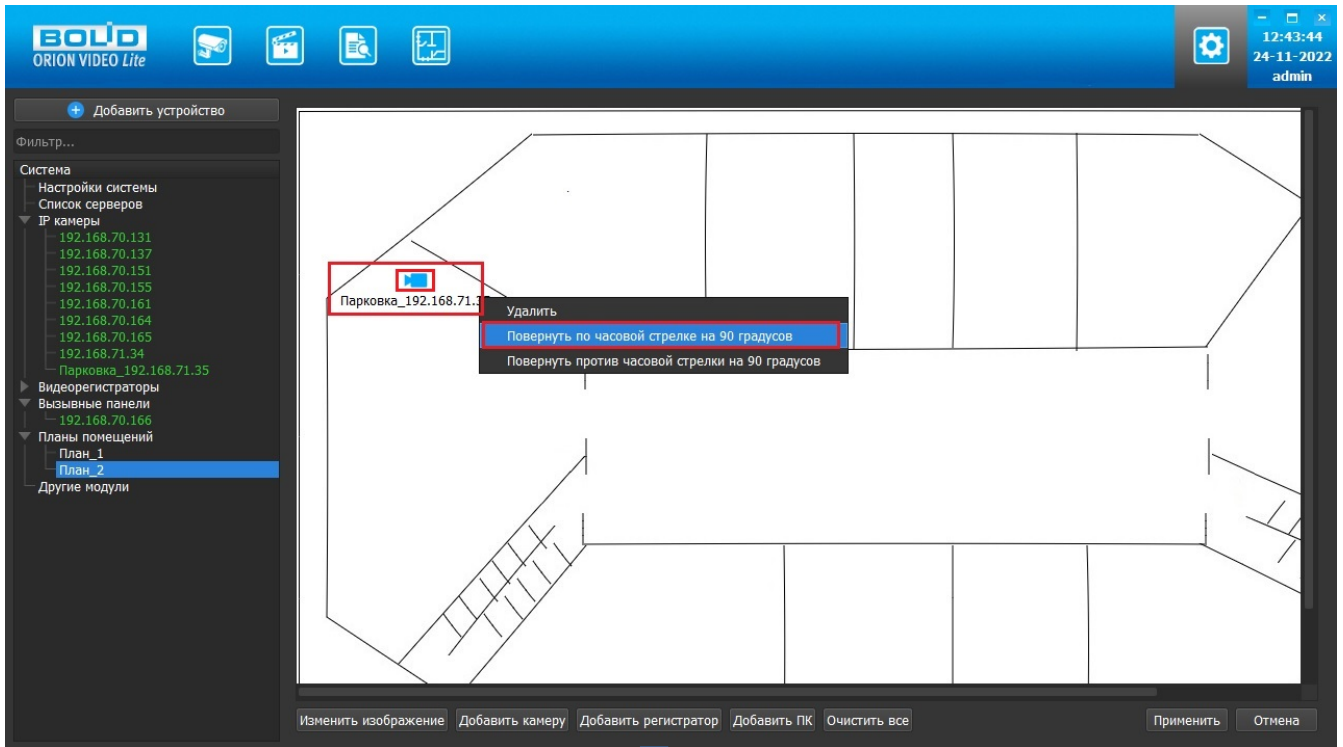 BOLID
ORION VIDEO Lite
12:43:44
24-11-2022
admin
Добавить устройство
Фильтр...
Система
Настройки системы
Список серверов
IP камеры
192.168.70.131
192.168.70.137
192.168.70.151
192.168.70.155
192.168.70.161
192.168.70.164
192.168.70.165
192.168.71.34
Парковка_192.168.71.35
Видеорегистраторы
Вызывные панели
192.168.70.166
Планы помещений
План_1
План_2
Другие модули
Парковка_192.168.71.35
Удалить
Повернуть по часовой стрелке на 90 градусов
Повернуть против часовой стрелки на 90 градусов
Изменить изображение Добавить камеру Добавить регистратор Добавить ПК Очистить все Применить Отмена